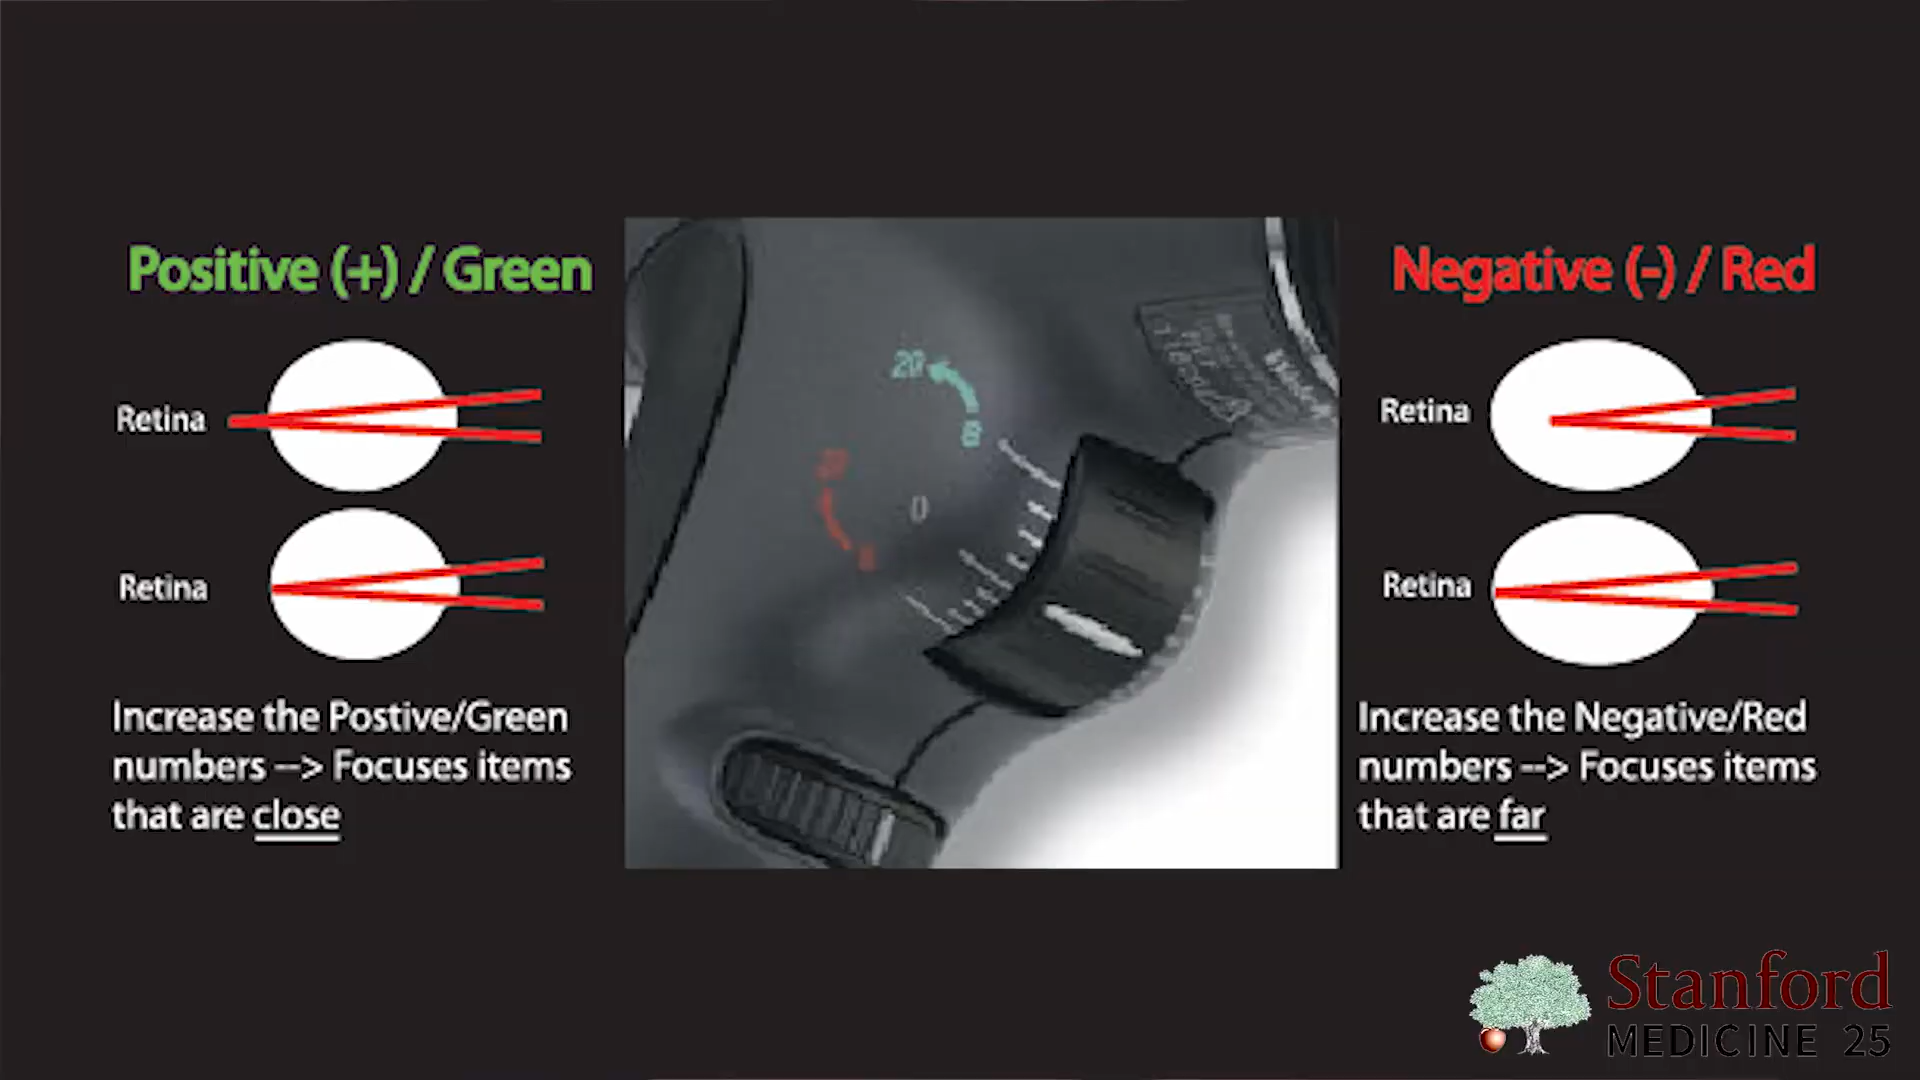 Positive (+) / Green
Retina
Retina
Increase the Postive/Green
numbers --> Focuses items
that are close
20
0
Negative (-) / Red
Retina
Retina
Increase the Negative/Red
numbers --> Focuses items
that are far
Stanford
MEDICINE 25